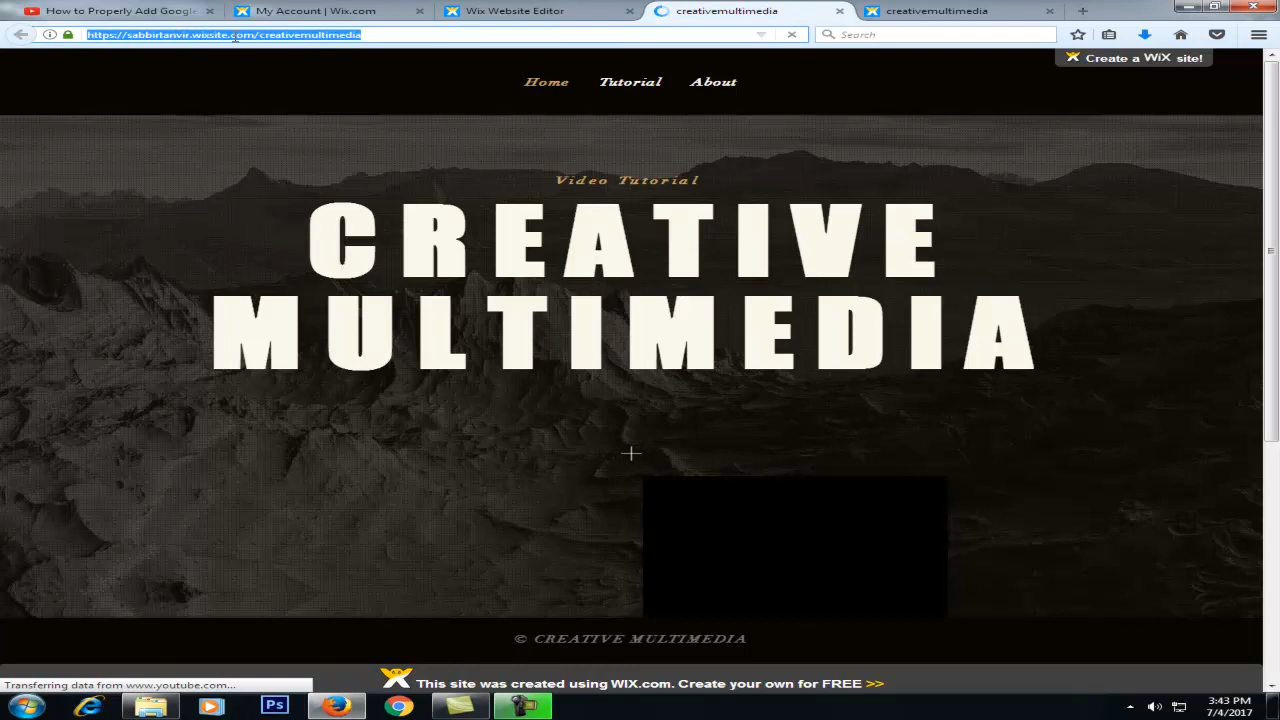 How to Properly Add Google
My Account | Wix.com
Wix Website Editor
creativemultimedia
creativemultimedia
https://sabbirtanvir.wixsite.com/creativemultimedia
Search
Create a WiX site!
Home
Tutorial
About
Video Tutorial
CREATIVE
MULTIMEDIA
© CREATIVE MULTIMEDIA
This site was created using WIX.com. Create your own for FREE >>
Transferring data from www.youtube.com...
Ps
3:43 PM
7/4/2017